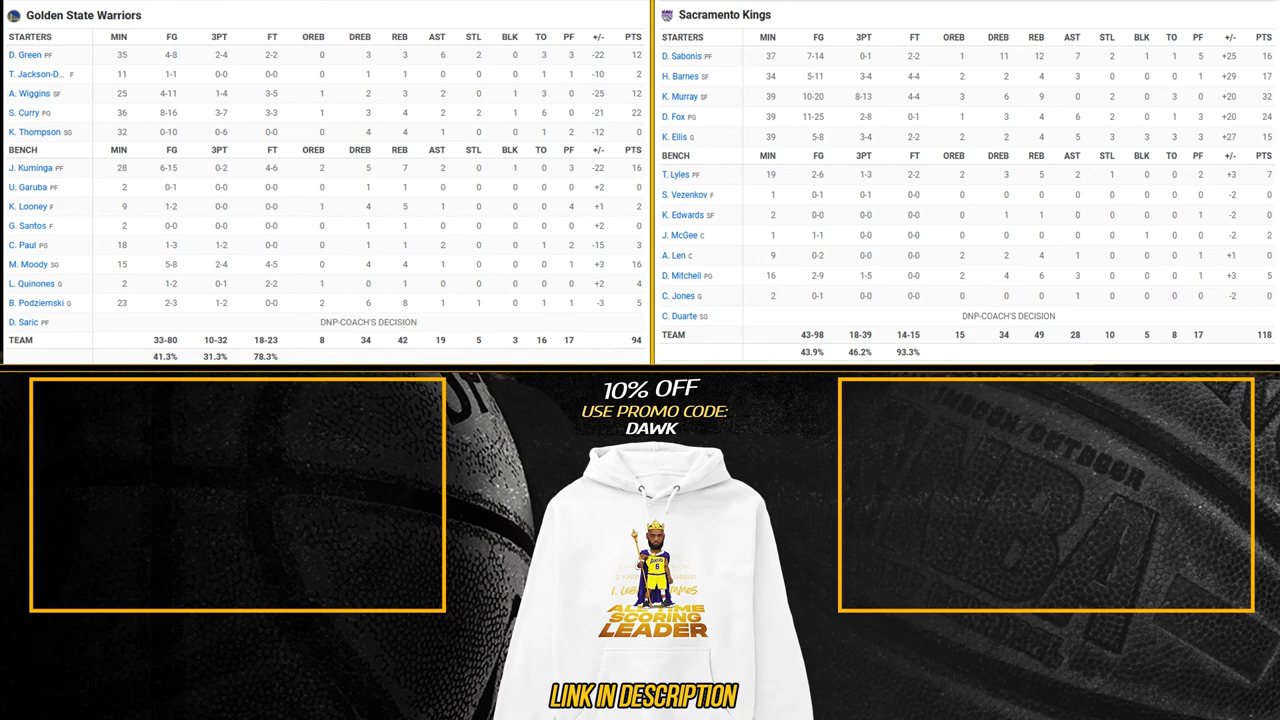 Golden State Warriors
STARTERS MIN FG 3PT FT OREB DREB REB AST STL BLK TO PF +/- PTS
D. Green PF 35 4-8 2-4 2-2 0 3 3 6 2 0 3 3 -22 12
T. Jackson-D... F 11 1-1 0-0 0-0 0 1 1 0 0 0 1 1 -10 2
A. Wiggins SF 25 4-11 1-4 3-5 1 2 3 2 0 1 3 0 -25 12
S. Curry PG 36 8-16 3-7 3-3 1 3 4 2 2 1 6 0 -21 22
K. Thompson SG 32 0-10 0-6 0-0 0 4 4 1 0 0 1 2 -12 0
BENCH MIN FG 3PT FT OREB DREB REB AST STL BLK TO PF +/- PTS
J. Kuminga PF 28 6-15 0-2 4-6 2 5 7 2 0 1 0 3 -22 16
U. Garuba PF 2 0-1 0-0 0-0 0 1 1 0 0 0 0 0 +2 0
K. Looney F 9 1-2 0-0 0-0 1 4 5 1 0 0 0 4 +1 2
G. Santos F 2 0-0 0-0 0-0 0 1 1 0 0 0 0 0 +2 0
C. Paul PG 18 1-3 1-2 0-0 0 1 1 2 0 0 1 2 -15 3
M. Moody SG 15 5-8 2-4 4-5 0 4 4 1 0 0 0 1 +3 16
L. Quinones G 2 1-2 0-1 2-2 1 0 1 1 0 0 0 0 +2 4
B. Podziemski G 23 2-3 1-2 0-0 2 6 8 1 1 0 1 1 -3 5
D. Saric PF DNP-COACH'S DECISION
TEAM 33-80 10-32 18-23 8 34 42 19 5 3 16 17 94
41.3% 31.3% 78.3%
Sacramento Kings
STARTERS MIN FG 3PT FT OREB DREB REB AST STL BLK TO PF +/- PTS
D. Sabonis PF 37 7-14 0-1 2-2 1 11 12 7 2 1 1 5 +25 16
H. Barnes SF 34 5-11 3-4 4-4 2 2 4 3 0 0 0 3 +29 17
K. Murray SF 39 10-20 8-13 4-4 3 6 9 0 2 0 3 0 +20 32
D. Fox PG 39 11-25 2-8 0-1 1 3 4 6 2 0 1 3 +20 24
K. Ellis G 36 5-8 3-4 2-2 2 2 4 5 3 3 3 3 +27 15
BENCH MIN FG 3PT FT OREB DREB REB AST STL BLK TO PF +/- PTS
T. Lyles PF 19 2-6 1-3 2-2 2 3 5 2 1 0 0 2 +3 7
S. Vezenkov F 1 0-1 0-1 0-0 0 0 0 0 0 0 0 0 -2 0
K. Edwards SF 2 0-0 0-0 0-0 0 1 1 1 0 0 0 1 -2 0
J. McGee C 1 1-1 0-0 0-0 0 0 0 0 0 1 0 0 -2 2
A. Len C 9 0-2 0-0 0-0 2 2 4 1 0 0 0 1 +1 0
D. Mitchell PG 16 2-9 1-5 0-0 2 4 6 3 0 0 0 2 +3 5
C. Jones G 2 0-1 0-0 0-0 0 0 0 1 0 0 0 0 -2 0
C. Duarte SG DNP-COACH'S DECISION
TEAM 43-98 18-39 14-15 15 34 49 28 10 5 8 17 118
43.9% 46.2% 93.3%
10% OFF
USE PROMO CODE:
DAWK
ALL TIME
SCORING
LEADER
LINK IN DESCRIPTION